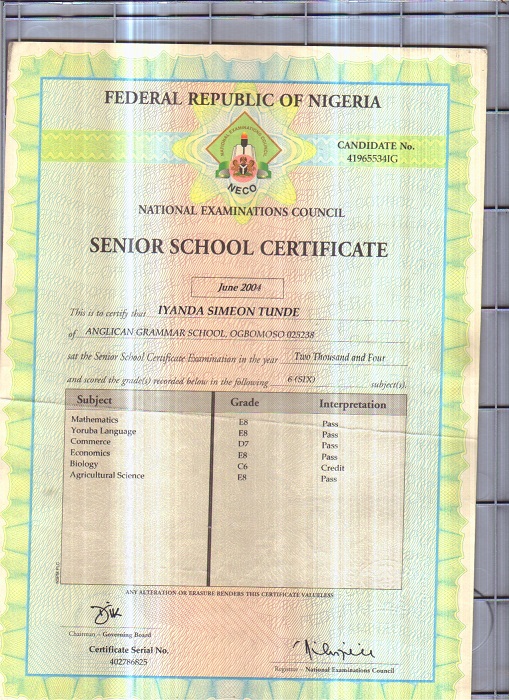 FEDERAL REPUBLIC OF NIGERIA
CANDIDATE No.
41965534IG
NECO
NATIONAL EXAMINATIONS COUNCIL
SENIOR SCHOOL CERTIFICATE
June 2004
This is to certify that IYANDA SIMEON TUNDE
of ANGLICAN GRAMMAR SCHOOL, OGBOMOSO 025238
sat the Senior School Certificate Examination in the year Two Thousand and Four
and scored the grade(s) recorded below in the following 6 (SIX) subject(s).
Subject Grade Interpretation
Mathematics E8 Pass
Yoruba Language E8 Pass
Commerce D7 Pass
Economics E8 Pass
Biology C6 Credit
Agricultural Science E8 Pass
ANY ALTERATION OR ERASURE RENDERS THIS CERTIFICATE VALUELESS
Chairman - Governing Board
Certificate Serial No.
402786825
Registrar - National Examinations Council